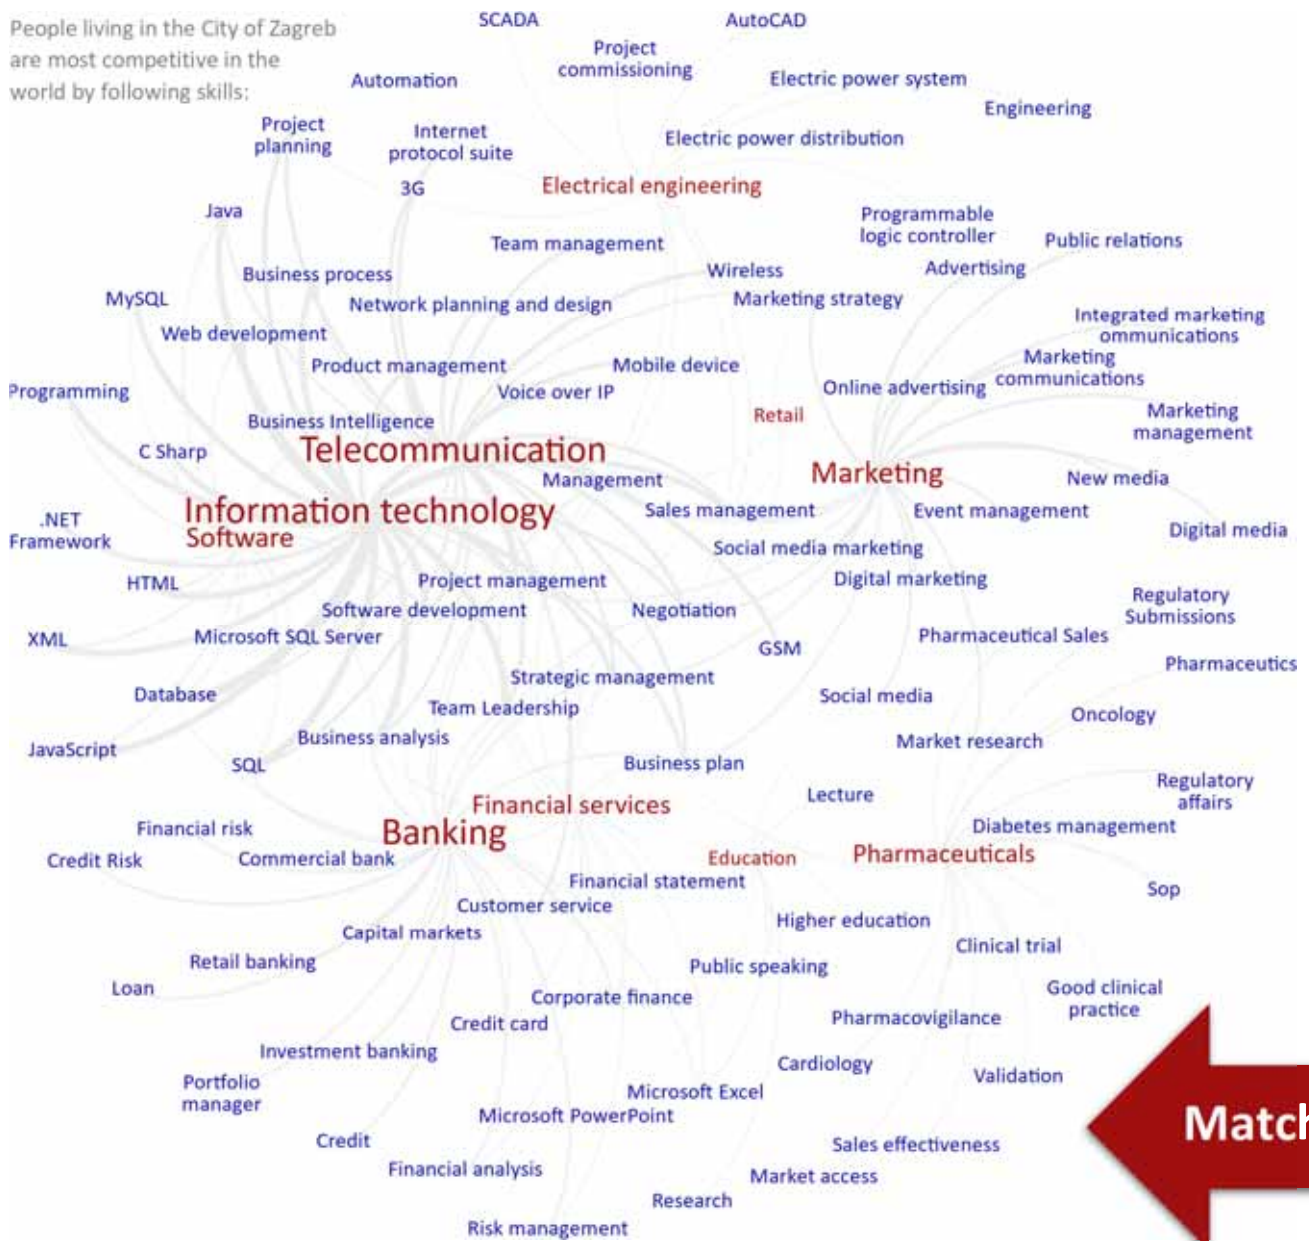 People living in the City of Zagreb
are most competitive in the
world by following skills:
SCADA
AutoCAD
Project
commissioning
Automation
Electric power system
Engineering
Project
planning
Internet
protocol suite
Electric power distribution
3G
Electrical engineering
Java
Programmable
logic controller
Team management
Public relations
Business process
Wireless
Advertising
MySQL
Network planning and design
Marketing strategy
Integrated marketing
ommunications
Web development
Product management
Mobile device
Marketing
communications
Programming
Voice over IP
Online advertising
Business Intelligence
Retail
Marketing
management
C Sharp
Telecommunication
Management
Marketing
New media
Information technology
Sales management
Event management
.NET
Framework
Software
Digital media
Social media marketing
HTML
Project management
Digital marketing
Software development
Negotiation
Regulatory
Submissions
XML
Microsoft SQL Server
GSM
Pharmaceutical Sales
Pharmaceutics
Strategic management
Database
Team Leadership
Social media
Oncology
JavaScript
Business analysis
Market research
SQL
Business plan
Lecture
Regulatory
affairs
Financial services
Financial risk
Banking
Diabetes management
Credit Risk
Commercial bank
Education
Pharmaceuticals
Financial statement
Sop
Customer service
Higher education
Capital markets
Clinical trial
Retail banking
Public speaking
Loan
Corporate finance
Good clinical
practice
Credit card
Pharmacovigilance
Investment banking
Cardiology
Validation
Portfolio
manager
Microsoft Excel
Microsoft PowerPoint
Match
Credit
Sales effectiveness
Financial analysis
Market access
Research
Risk management